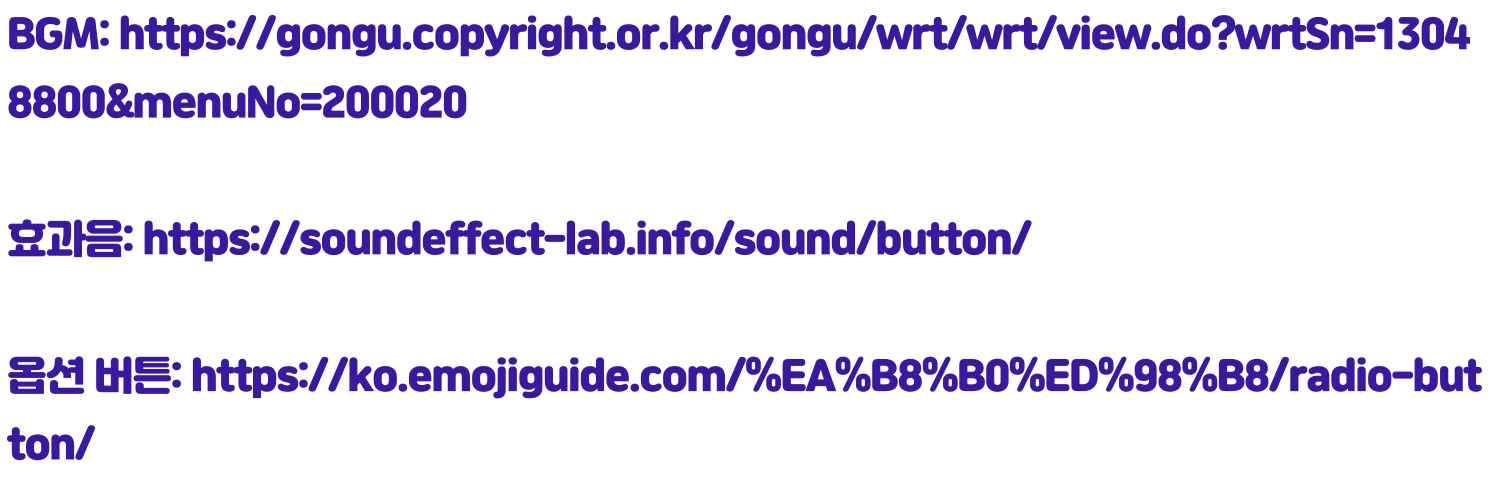 BGM: https://gongu.copyright.or.kr/gongu/wrt/wrt/view.do?wrtSn=1304
8800&menuNo=200020
효과음: https://soundeffect-lab.info/sound/button/
옵션 버튼: https://ko.emojiguide.com/%EA%B8%B0%ED%98%B8/radio-but
ton/